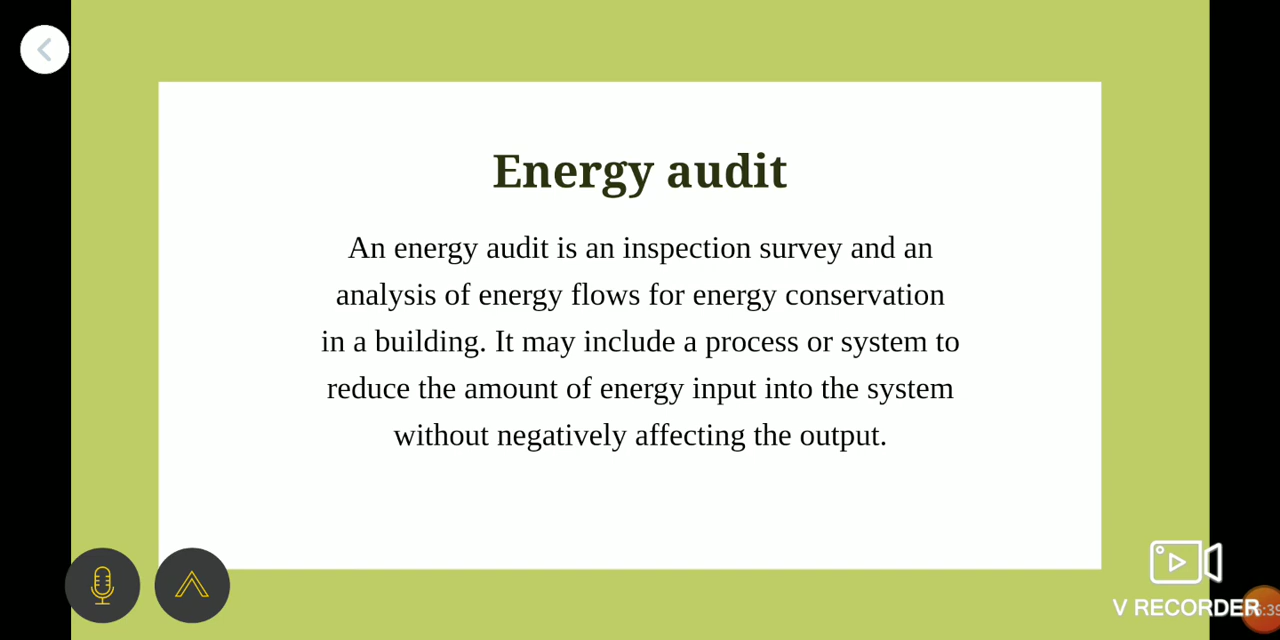 Energy audit
An energy audit is an inspection survey and an
analysis of energy flows for energy conservation
in a building. It may include a process or system to
reduce the amount of energy input into the system
without negatively affecting the output.
V RECORDER